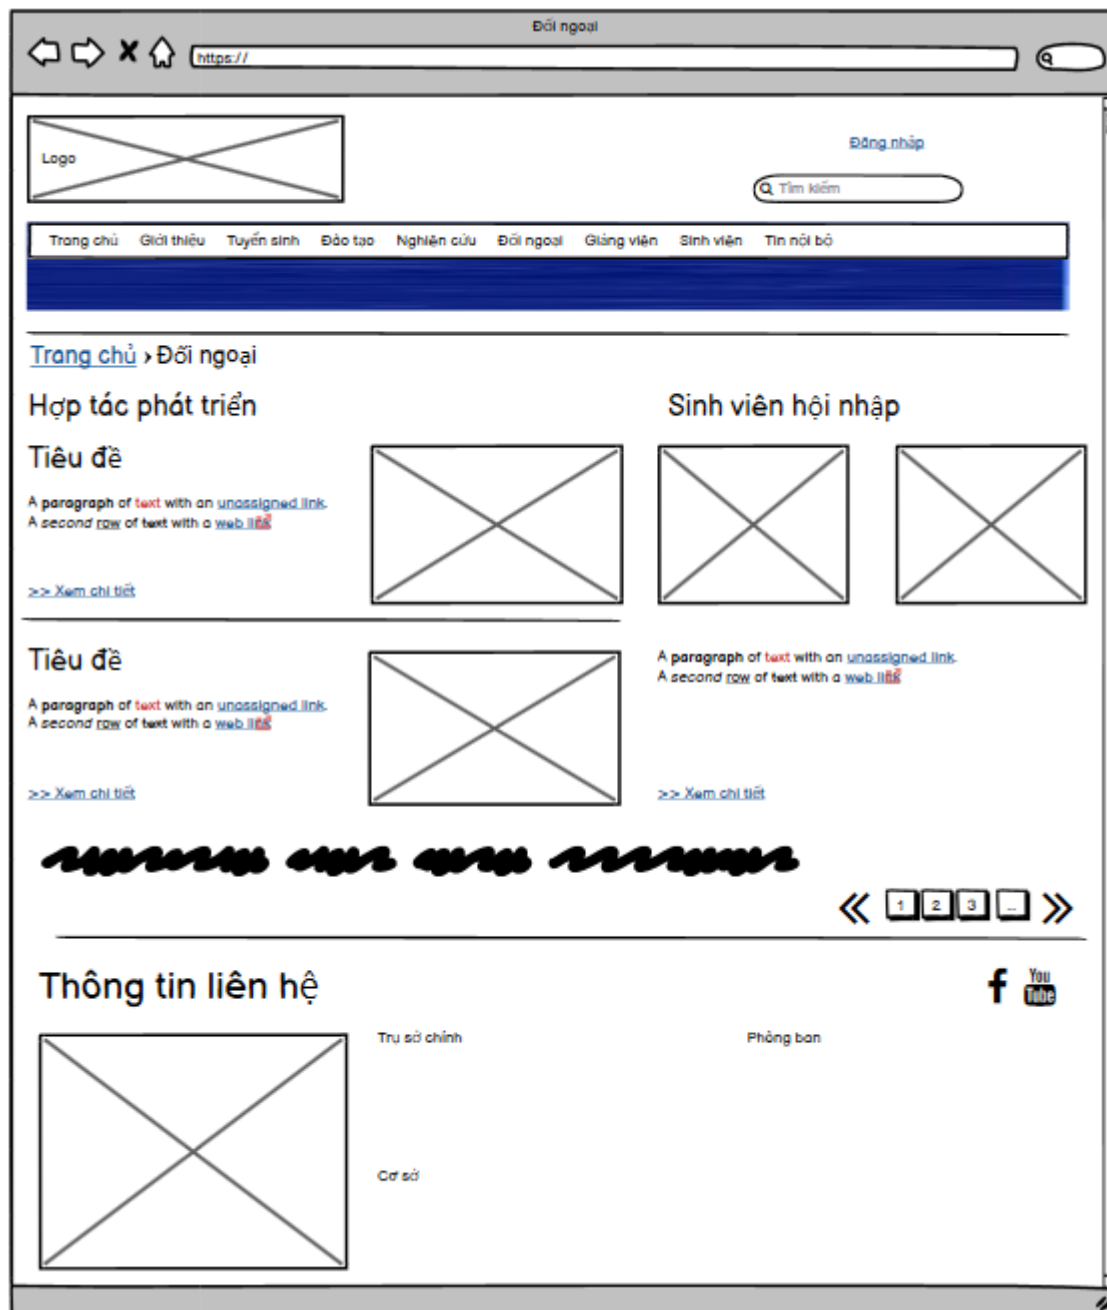 Đối ngoại
https://
Logo
Đăng nhập
Tìm kiếm
Trang chủ Giới thiệu Tuyển sinh Đào tạo Nghiên cứu Đối ngoại Giảng viên Sinh viên Tin nội bộ
Trang chủ › Đối ngoại
Hợp tác phát triển
Tiêu đề
A paragraph of text with an unassigned link.
A second row of text with a web link
>> Xem chi tiết
Tiêu đề
A paragraph of text with an unassigned link.
A second row of text with a web link
>> Xem chi tiết
Sinh viên hội nhập
A paragraph of text with an unassigned link.
A second row of text with a web link
>> Xem chi tiết
1 2 3 ...
Thông tin liên hệ
f You Tube
Trụ sở chính
Cơ sở
Phòng ban